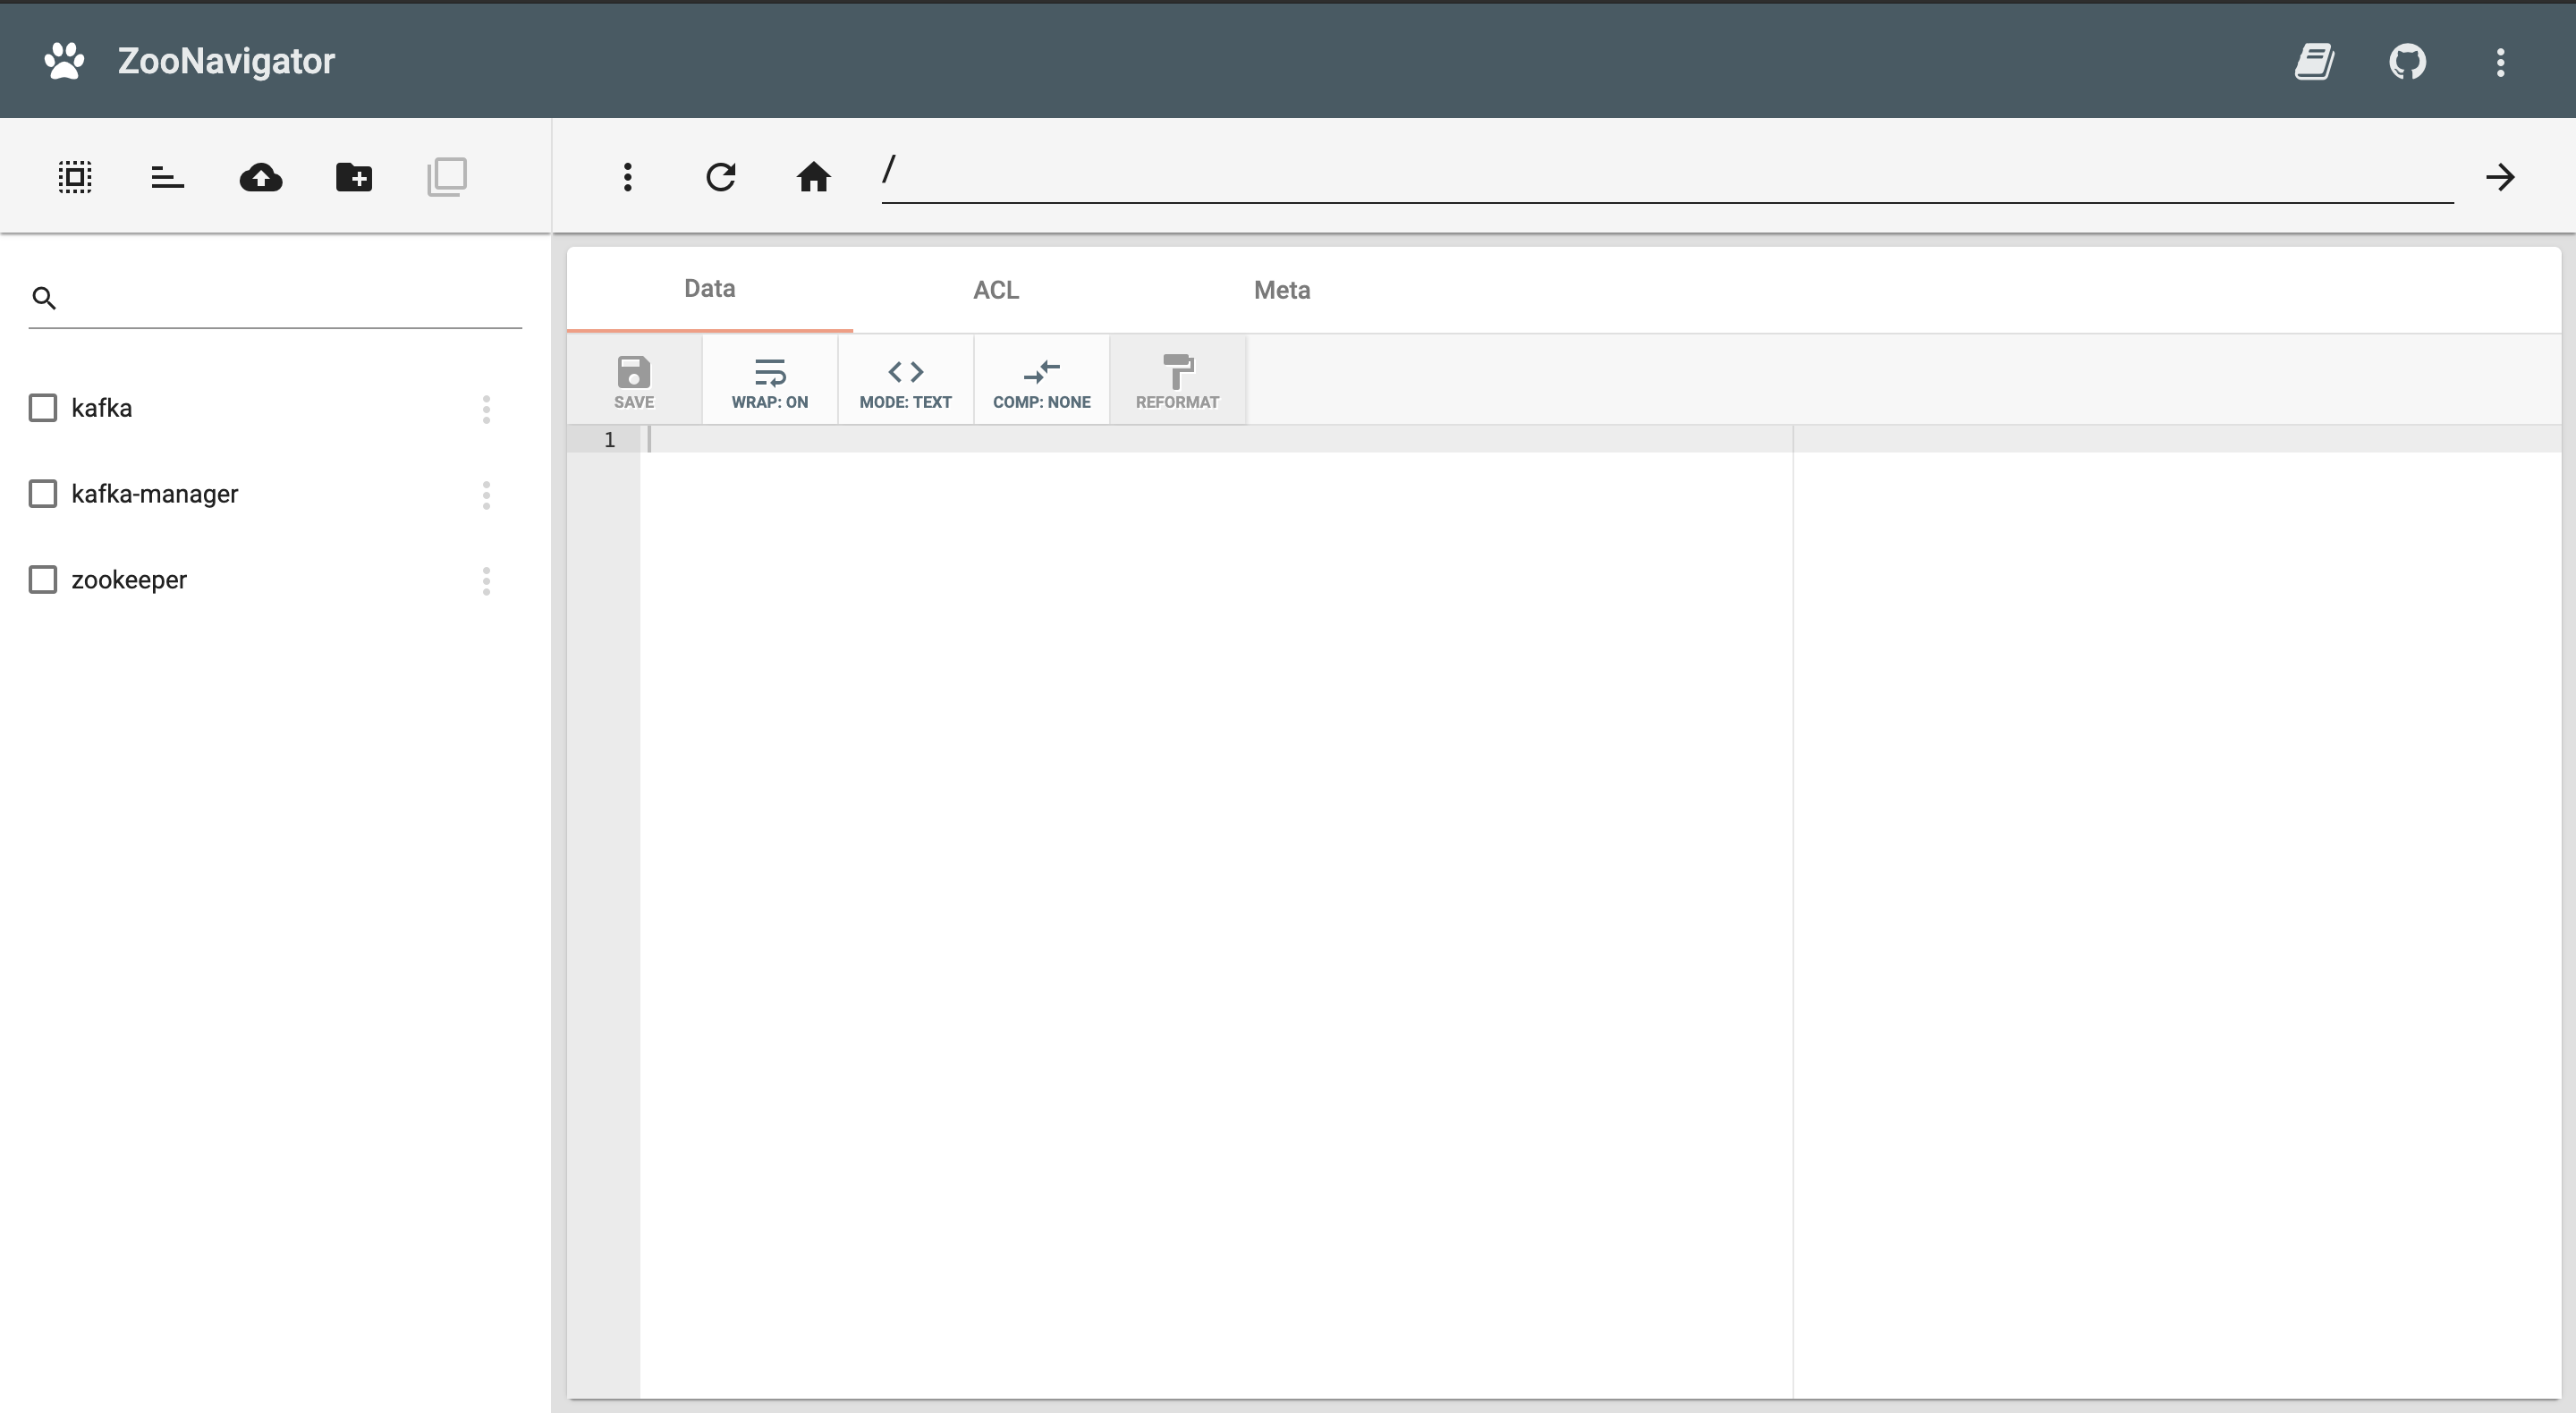 ZooNavigator
/
kafka
kafka-manager
zookeeper
Data ACL Meta
SAVE WRAP: ON MODE: TEXT COMP: NONE REFORMAT
1